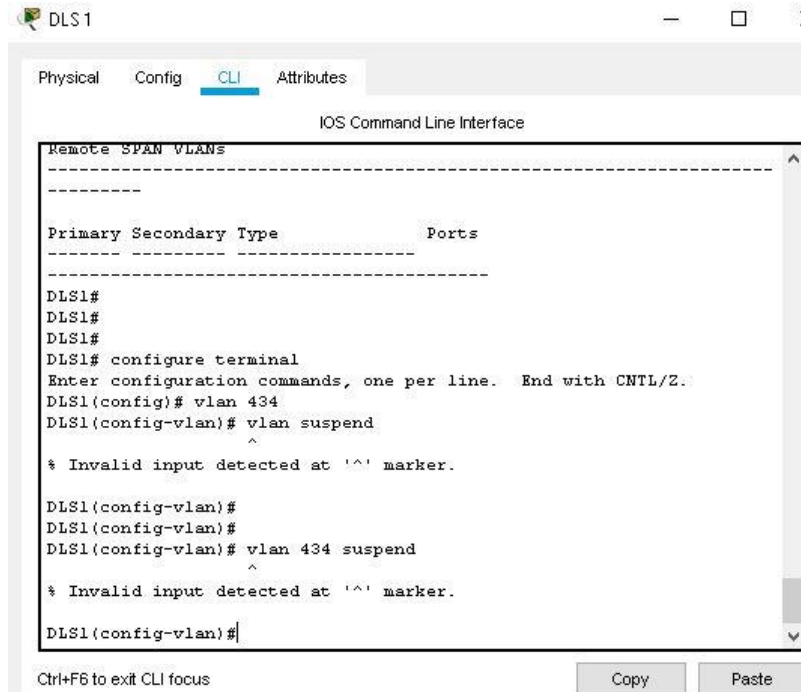 DLS1
Physical Config CLI Attributes
IOS Command Line Interface
Remote SPAN VLANs
------------------------------------------------------------------------
---------
Primary Secondary Type Ports
------- --------- -----------------
-------------------------------------------
DLS1#
DLS1#
DLS1#
DLS1# configure terminal
Enter configuration commands, one per line. End with CNTL/Z.
DLS1(config)# vlan 434
DLS1(config-vlan)# vlan suspend
^
% Invalid input detected at '^' marker.
DLS1(config-vlan)#
DLS1(config-vlan)#
DLS1(config-vlan)# vlan 434 suspend
^
% Invalid input detected at '^' marker.
DLS1(config-vlan)#
Ctrl+F6 to exit CLI focus
Copy Paste